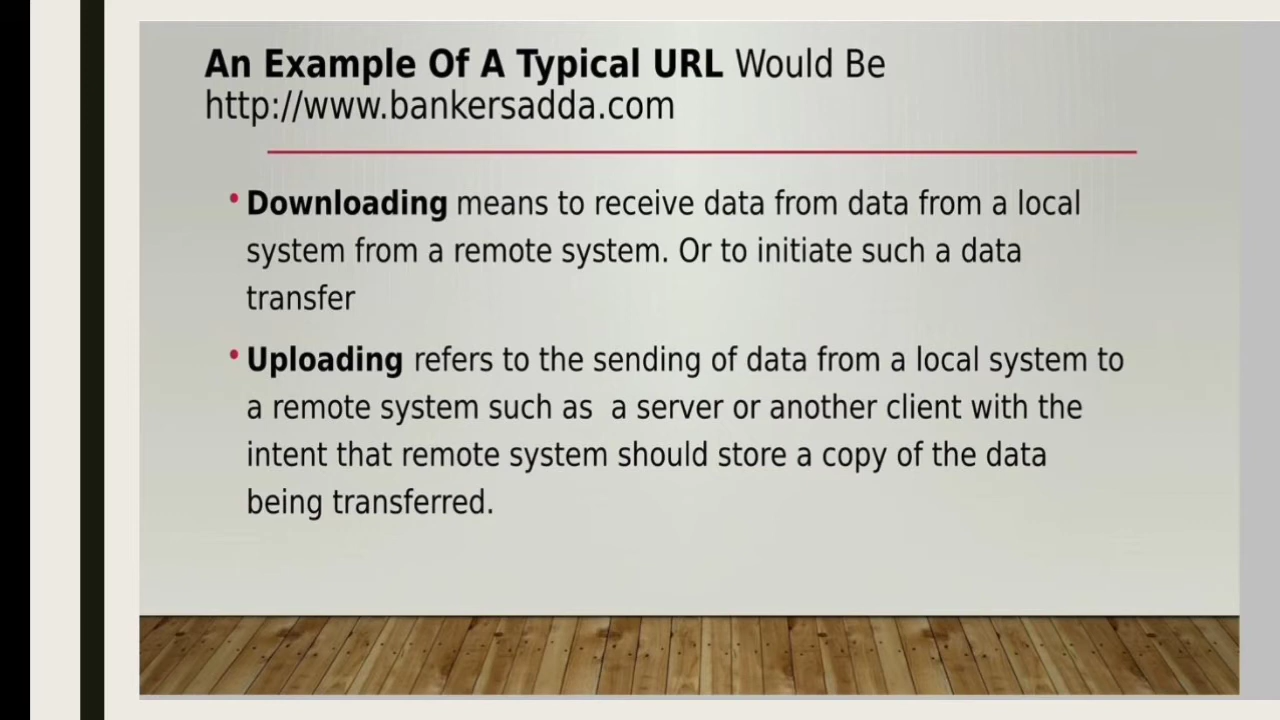 An Example Of A Typical URL Would Be
http://www.bankersadda.com
• Downloading means to receive data from data from a local
system from a remote system. Or to initiate such a data
transfer
• Uploading refers to the sending of data from a local system to
a remote system such as  a server or another client with the
intent that remote system should store a copy of the data
being transferred.